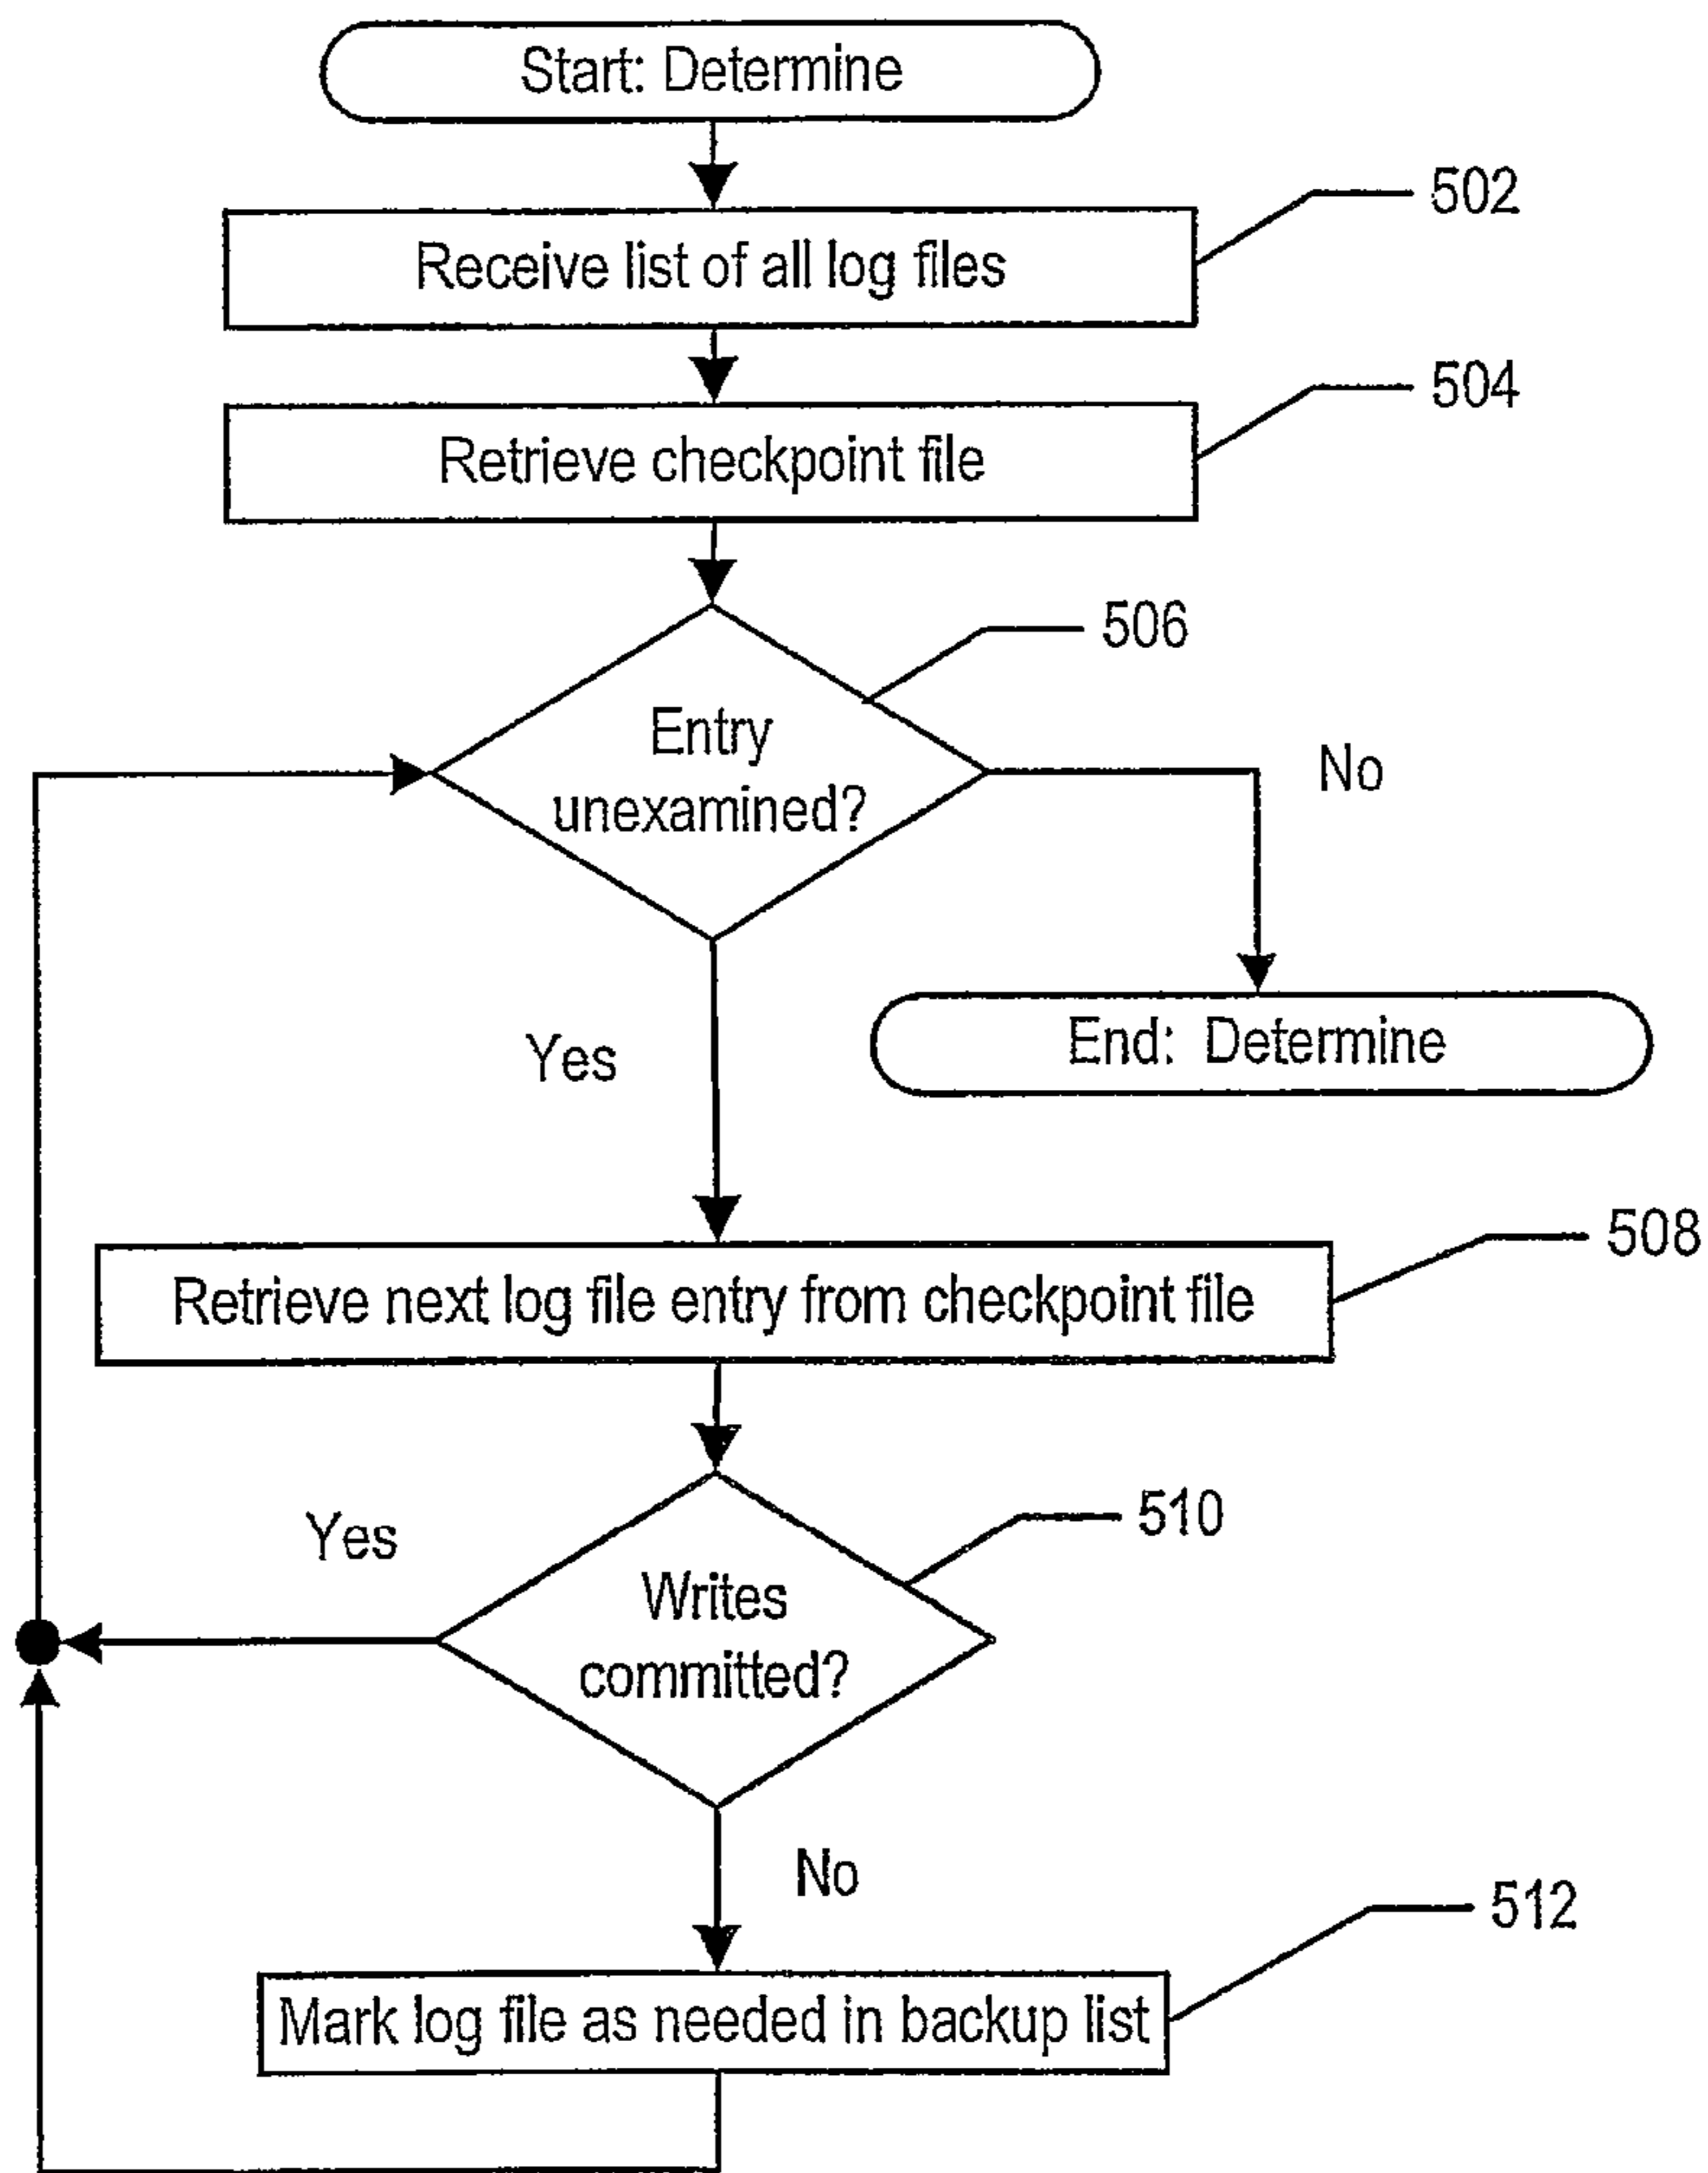 Start: Determine
502
Receive list of all log files
504
Retrieve checkpoint file
506
Entry
unexamined?
No
End: Determine
Yes
508
Retrieve next log file entry from checkpoint file
510
Yes
Writes
committed?
No
512
Mark log file as needed in backup list